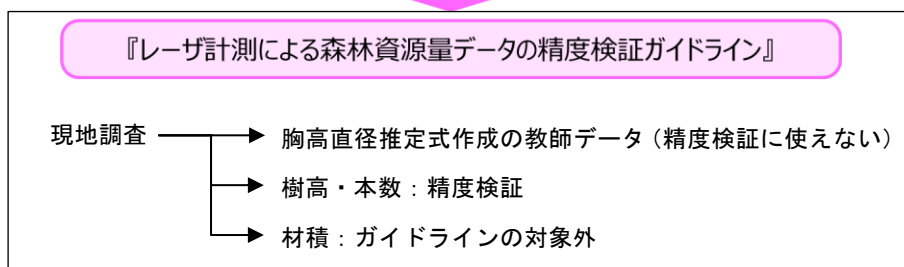 『レーザ計測による森林資源量データの精度検証ガイドライン』
現地調査
胸高直径推定式作成の教師データ（精度検証に使えない）
樹高・本数：精度検証
材積：ガイドラインの対象外